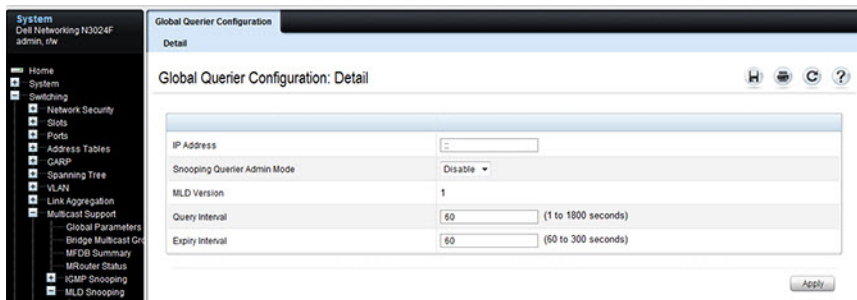 System
Dell Networking N3024F
admin, r/w
Home
System
Switching
Network Security
Slots
Ports
Address Tables
GARP
Spanning Tree
VLAN
Link Aggregation
Multicast Support
Global Parameters
Bridge Multicast Gro
MFDB Summary
MRouter Status
IGMP Snooping
MLD Snooping
Global Querier Configuration
Detail
Global Querier Configuration: Detail
IP Address ::
Snooping Querier Admin Mode Disable
MLD Version 1
Query Interval 60 (1 to 1800 seconds)
Expiry Interval 60 (60 to 300 seconds)
Apply